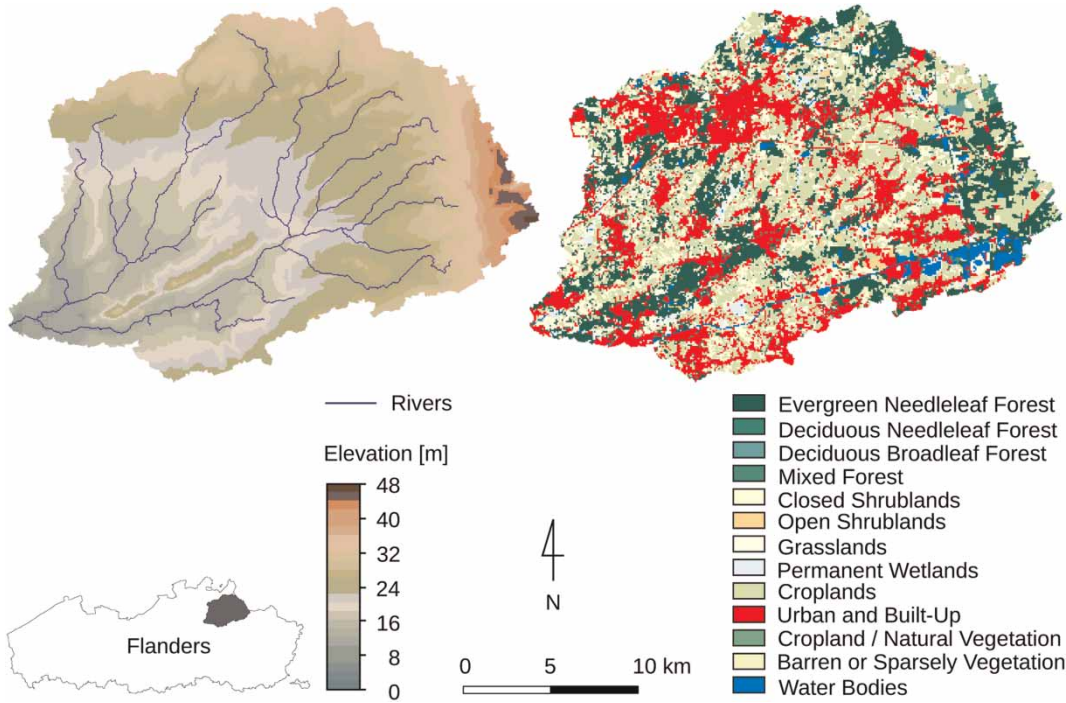 Rivers
Elevation [m]
48
40
32
24
16
8
0
Flanders
N
0 5 10 km
Evergreen Needleleaf Forest
Deciduous Needleleaf Forest
Deciduous Broadleaf Forest
Mixed Forest
Closed Shrublands
Open Shrublands
Grasslands
Permanent Wetlands
Croplands
Urban and Built-Up
Cropland / Natural Vegetation
Barren or Sparsely Vegetation
Water Bodies